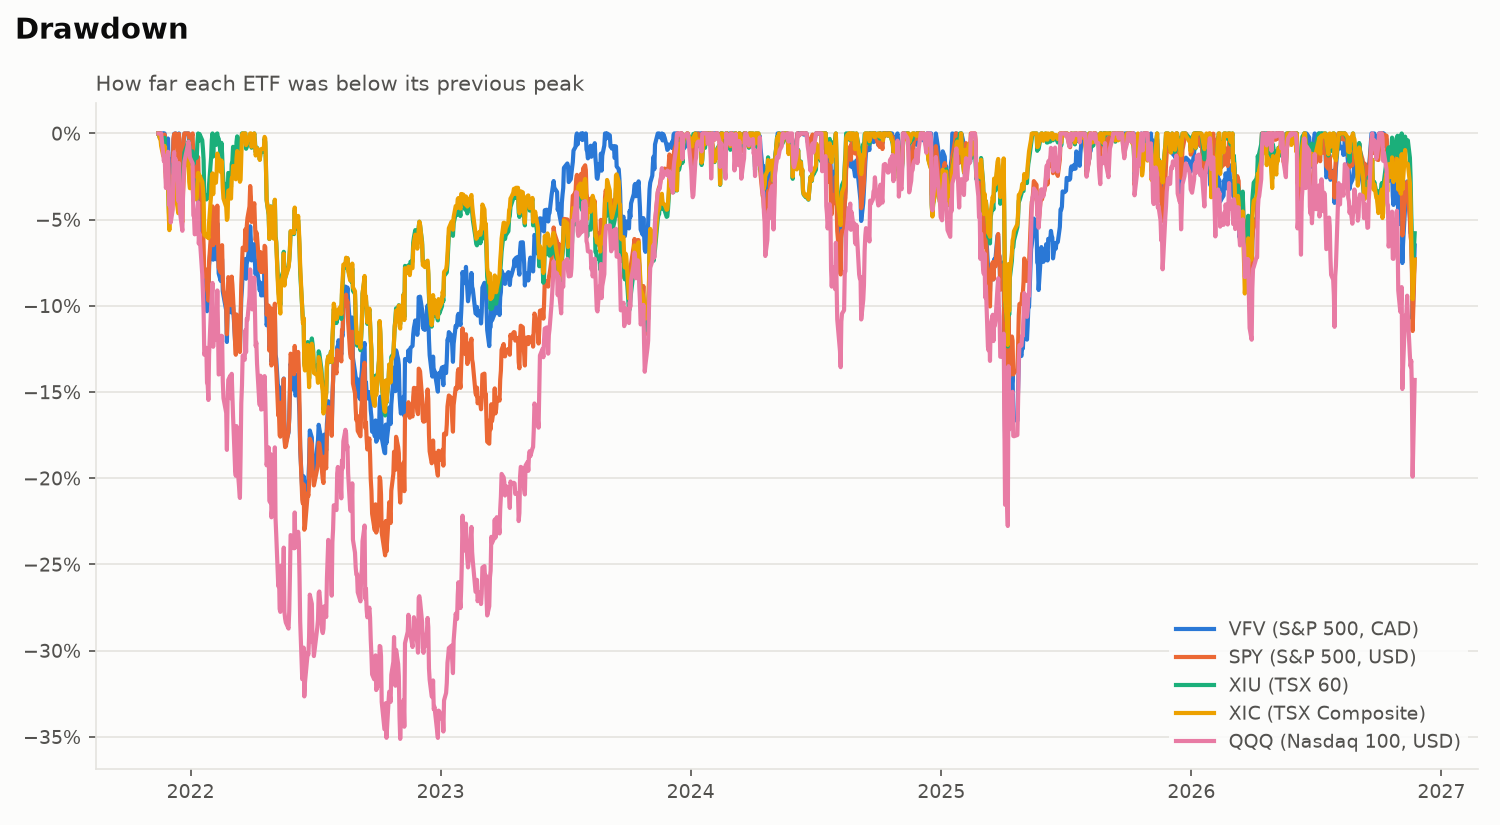 Drawdown
How far each ETF was below its previous peak
0%
−5%
−10%
−15%
−20%
−25%
−30%
−35%
VFV (S&P 500, CAD)
SPY (S&P 500, USD)
XIU (TSX 60)
XIC (TSX Composite)
QQQ (Nasdaq 100, USD)
2022 2023 2024 2025 2026 2027